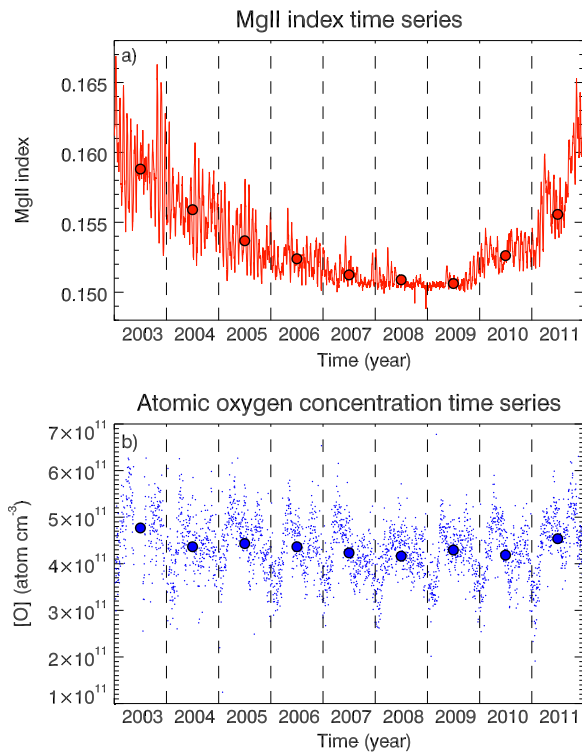 MgII index time series
a)
0.165
0.160
0.155
0.150
MgII index
2003 2004 2005 2006 2007 2008 2009 2010 2011
Time (year)
Atomic oxygen concentration time series
b)
7×10¹¹
6×10¹¹
5×10¹¹
4×10¹¹
3×10¹¹
2×10¹¹
1×10¹¹
[O] (atom cm⁻³)
2003 2004 2005 2006 2007 2008 2009 2010 2011
Time (year)